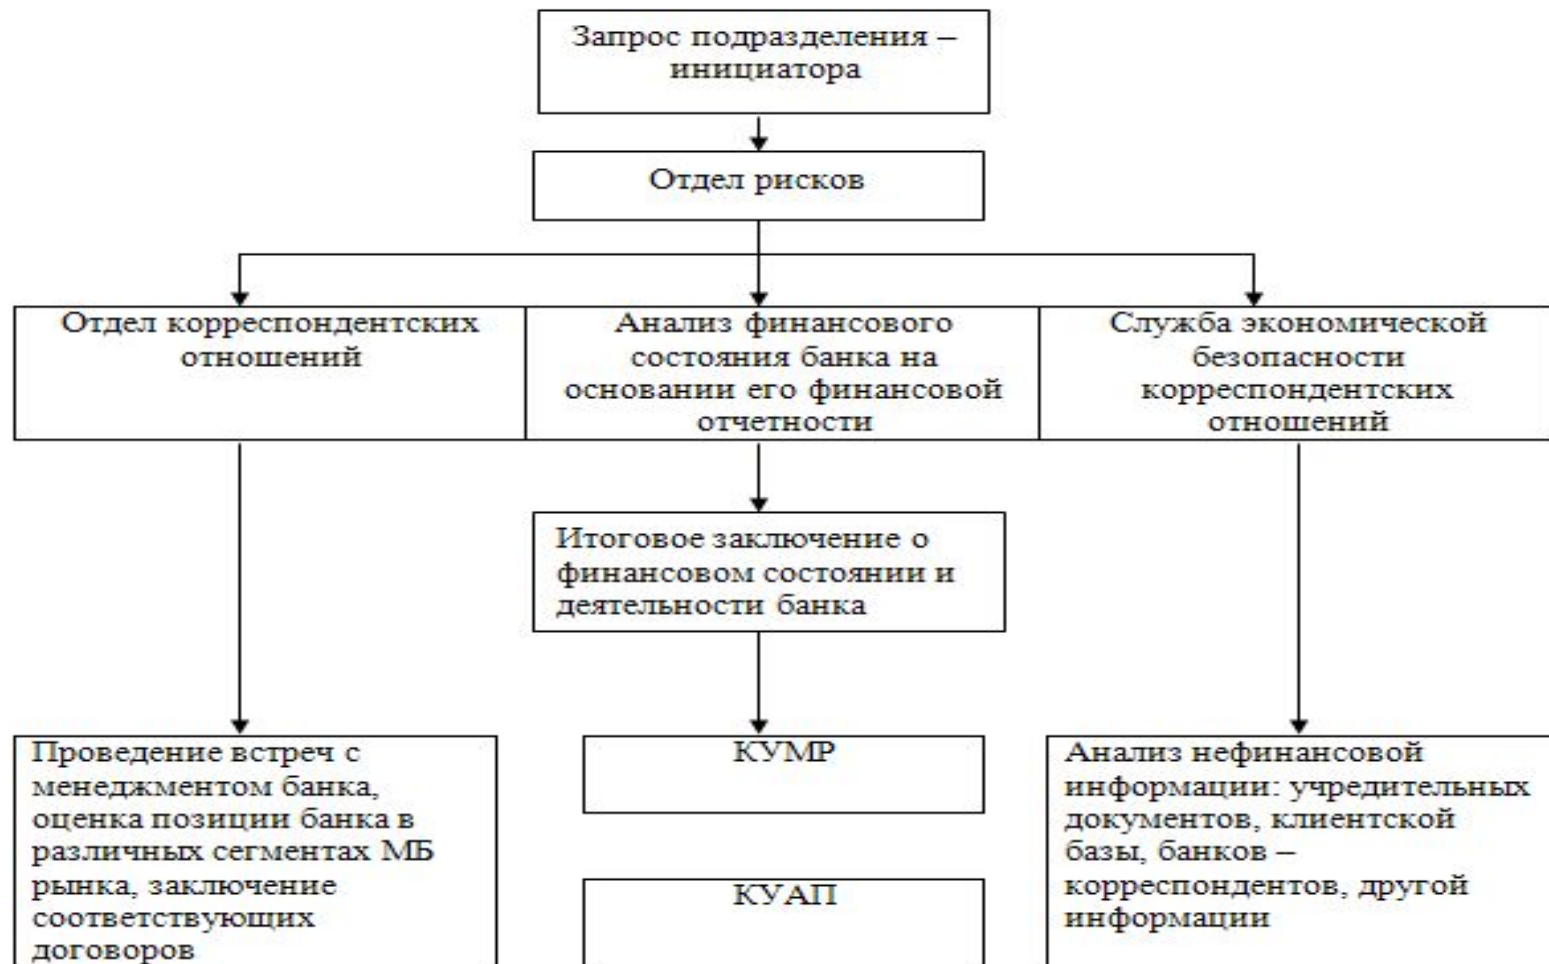 Запрос подразделения –
инициатора
Отдел рисков
Отдел корреспондентских
отношений
Анализ финансового
состояния банка на
основании его финансовой
отчетности
Служба экономической
безопасности
корреспондентских
отношений
Итоговое заключение о
финансовом состоянии и
деятельности банка
Проведение встреч с
менеджментом банка,
оценка позиции банка в
различных сегментах МБ
рынка, заключение
соответствующих
договоров
КУМР
КУАП
Анализ нефинансовой
информации: учредительных
документов, клиентской
базы, банков –
корреспондентов, другой
информации